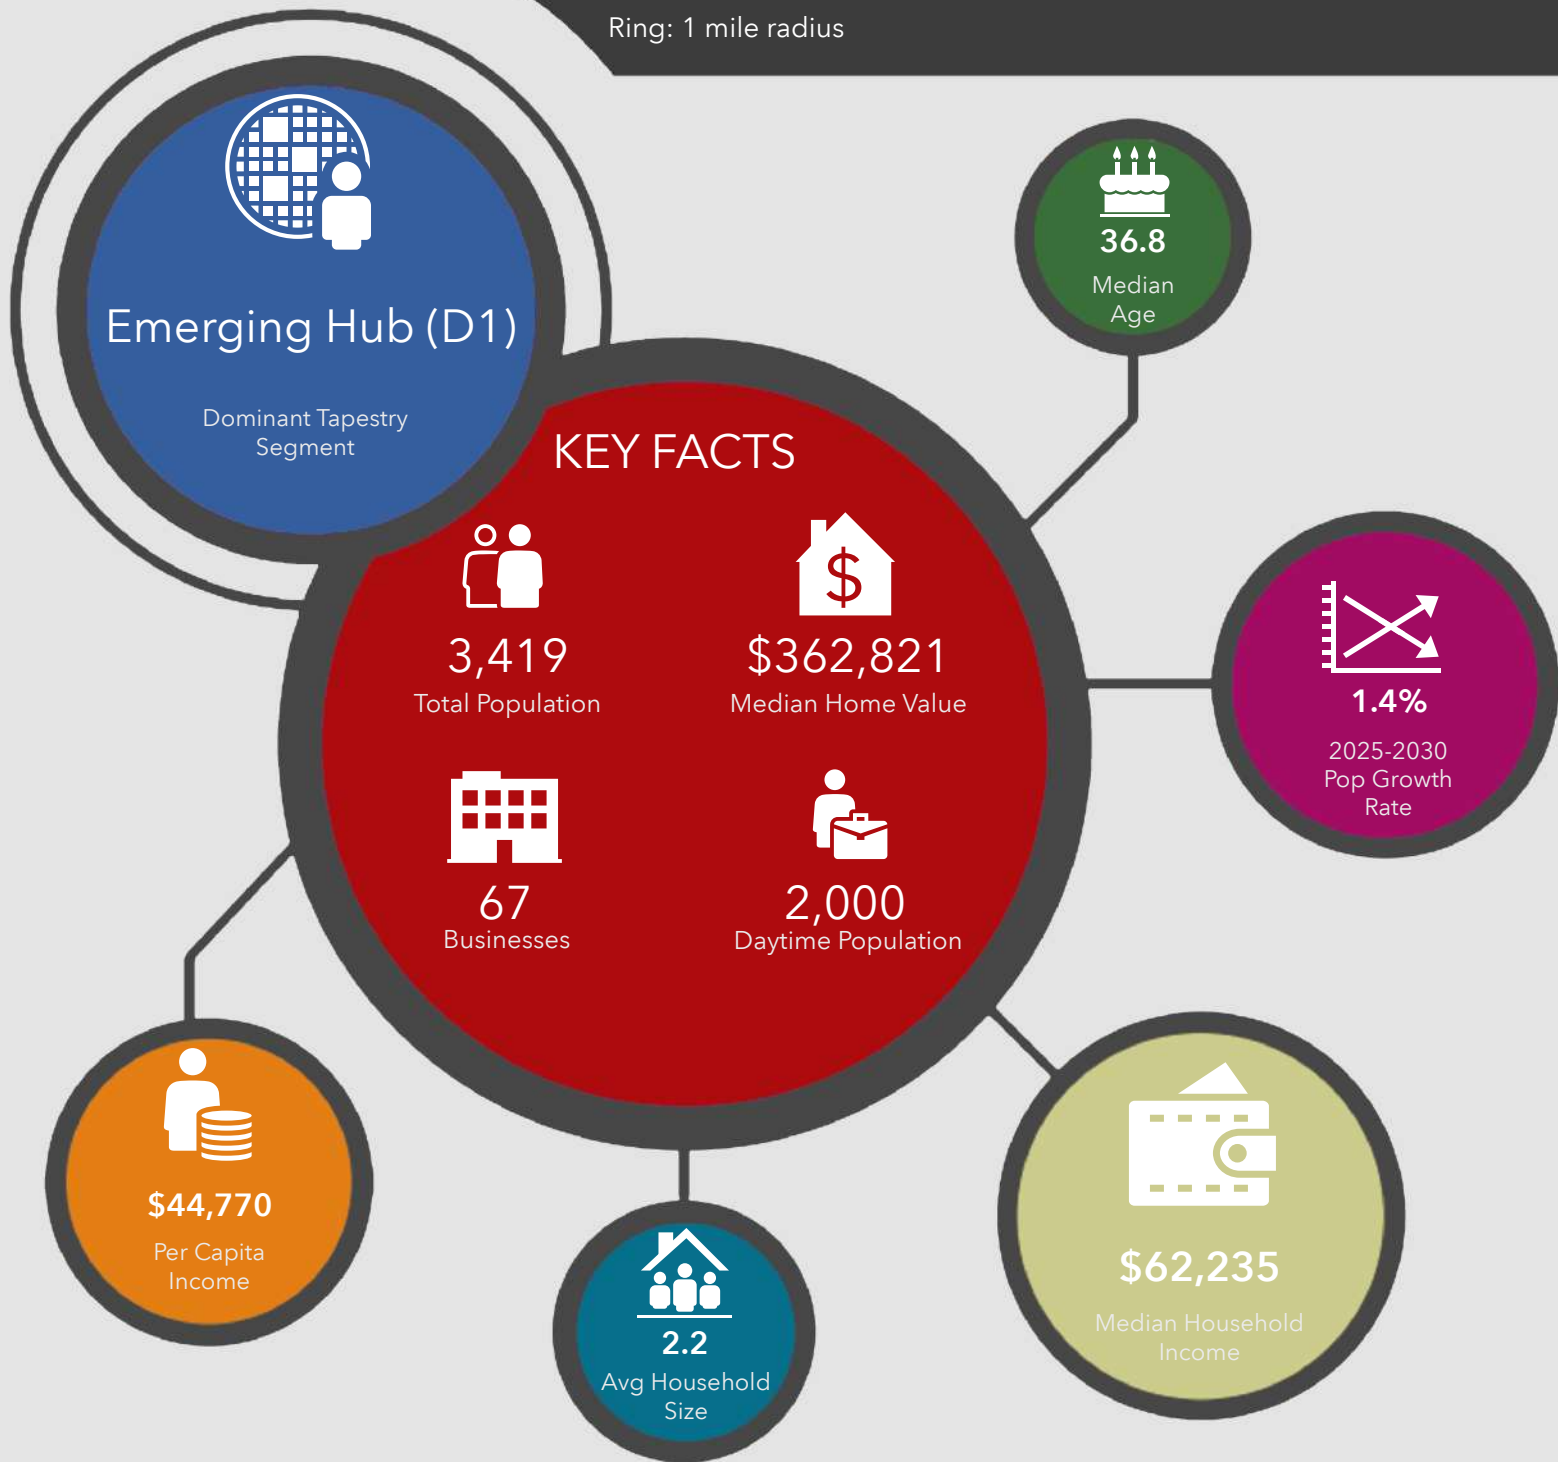 Ring: 1 mile radius
Emerging Hub (D1)
Dominant Tapestry
Segment
KEY FACTS
3,419
Total Population
$362,821
Median Home Value
67
Businesses
2,000
Daytime Population
36.8
Median
Age
1.4%
2025-2030
Pop Growth
Rate
$44,770
Per Capita
Income
2.2
Avg Household
Size
$62,235
Median Household
Income